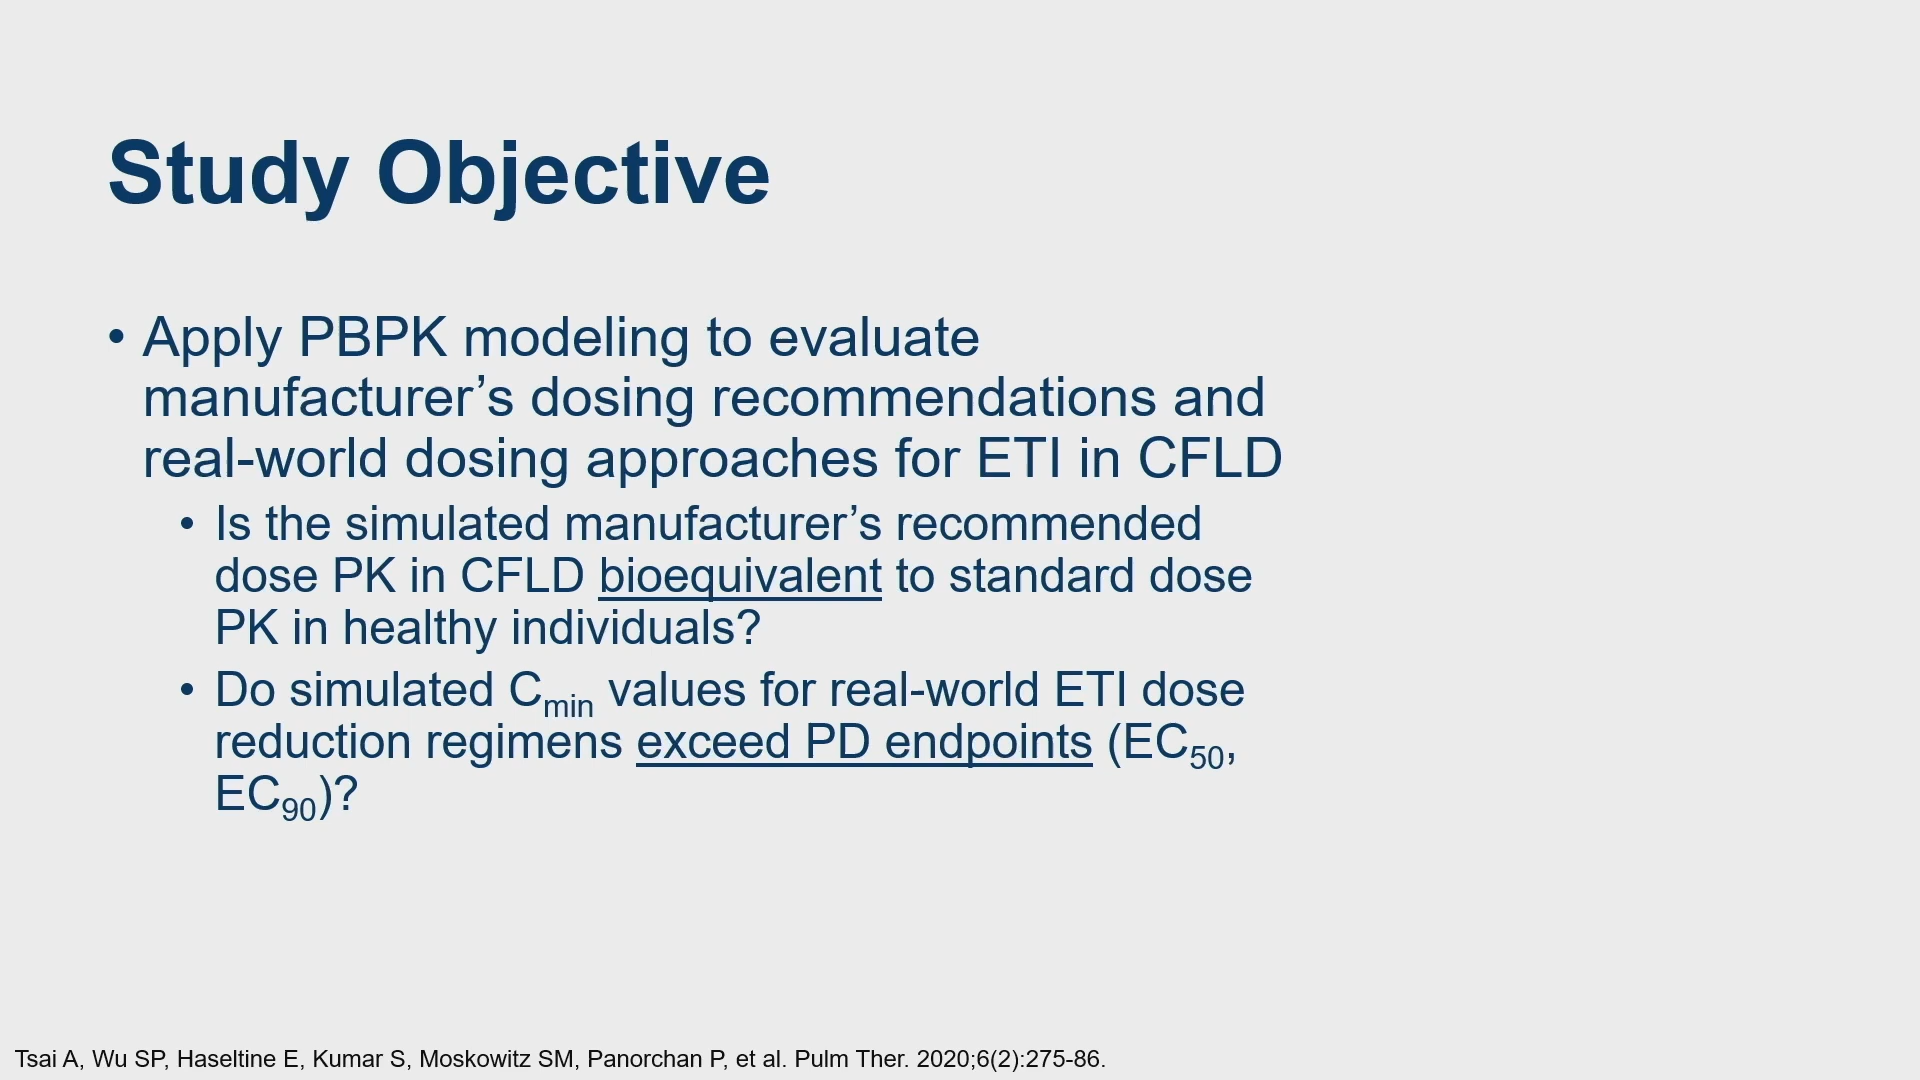 Study Objective
• Apply PBPK modeling to evaluate
manufacturer’s dosing recommendations and
real-world dosing approaches for ETI in CFLD
• Is the simulated manufacturer’s recommended
dose PK in CFLD bioequivalent to standard dose
PK in healthy individuals?
• Do simulated Cmin values for real-world ETI dose
reduction regimens exceed PD endpoints (EC50,
EC90)?
Tsai A, Wu SP, Haseltine E, Kumar S, Moskowitz SM, Panorchan P, et al. Pulm Ther. 2020;6(2):275-86.